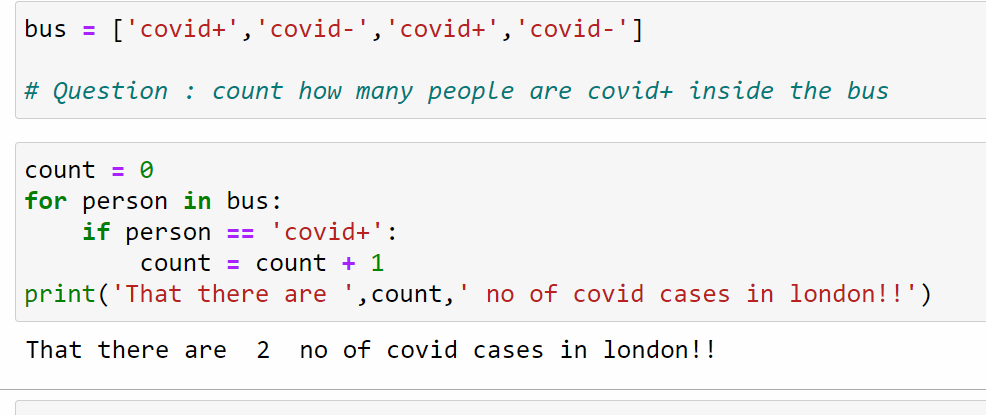 bus = ['covid+','covid-','covid+','covid-']
# Question : count how many people are covid+ inside the bus
count = 0
for person in bus:
    if person == 'covid+':
        count = count + 1
print('That there are ',count,' no of covid cases in london!!')
That there are  2  no of covid cases in london!!